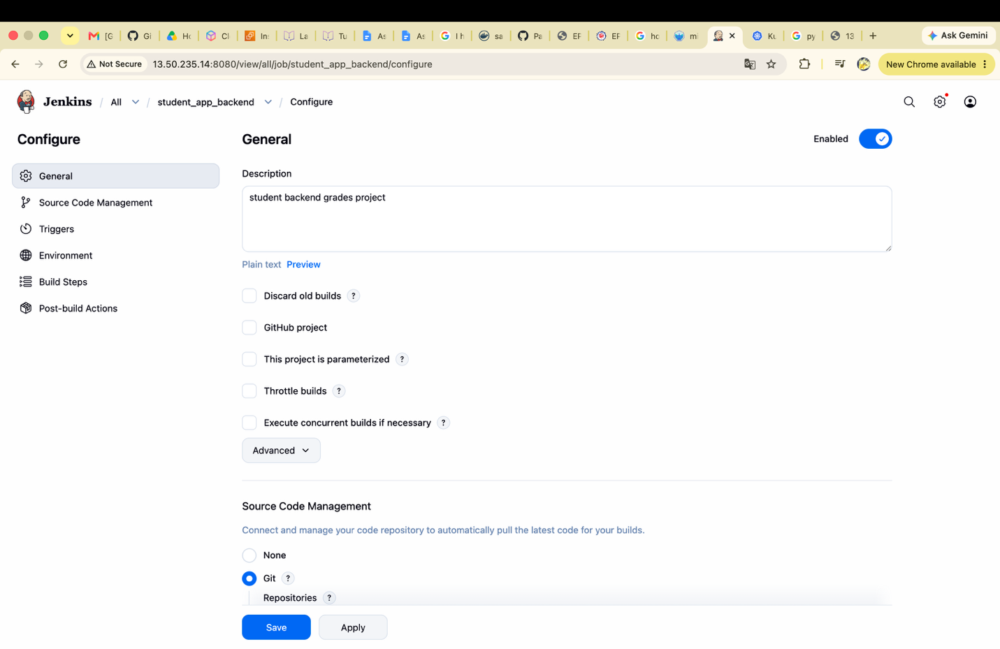 [G
Gi
Ho
Cl
In:
La
Tu
As
As
I h
sa
Pa
EF
EF
hc
mi
Ku
py
13
Ask Gemini
Not Secure
13.50.235.14:8080/view/all/job/student_app_backend/configure
New Chrome available
Jenkins / All / student_app_backend / Configure
Configure
General
Enabled
General
Source Code Management
Triggers
Environment
Build Steps
Post-build Actions
Description
student backend grades project
Plain text Preview
Discard old builds ?
GitHub project
This project is parameterized ?
Throttle builds ?
Execute concurrent builds if necessary ?
Advanced
Source Code Management
Connect and manage your code repository to automatically pull the latest code for your builds.
None
Git ?
Repositories ?
Save
Apply